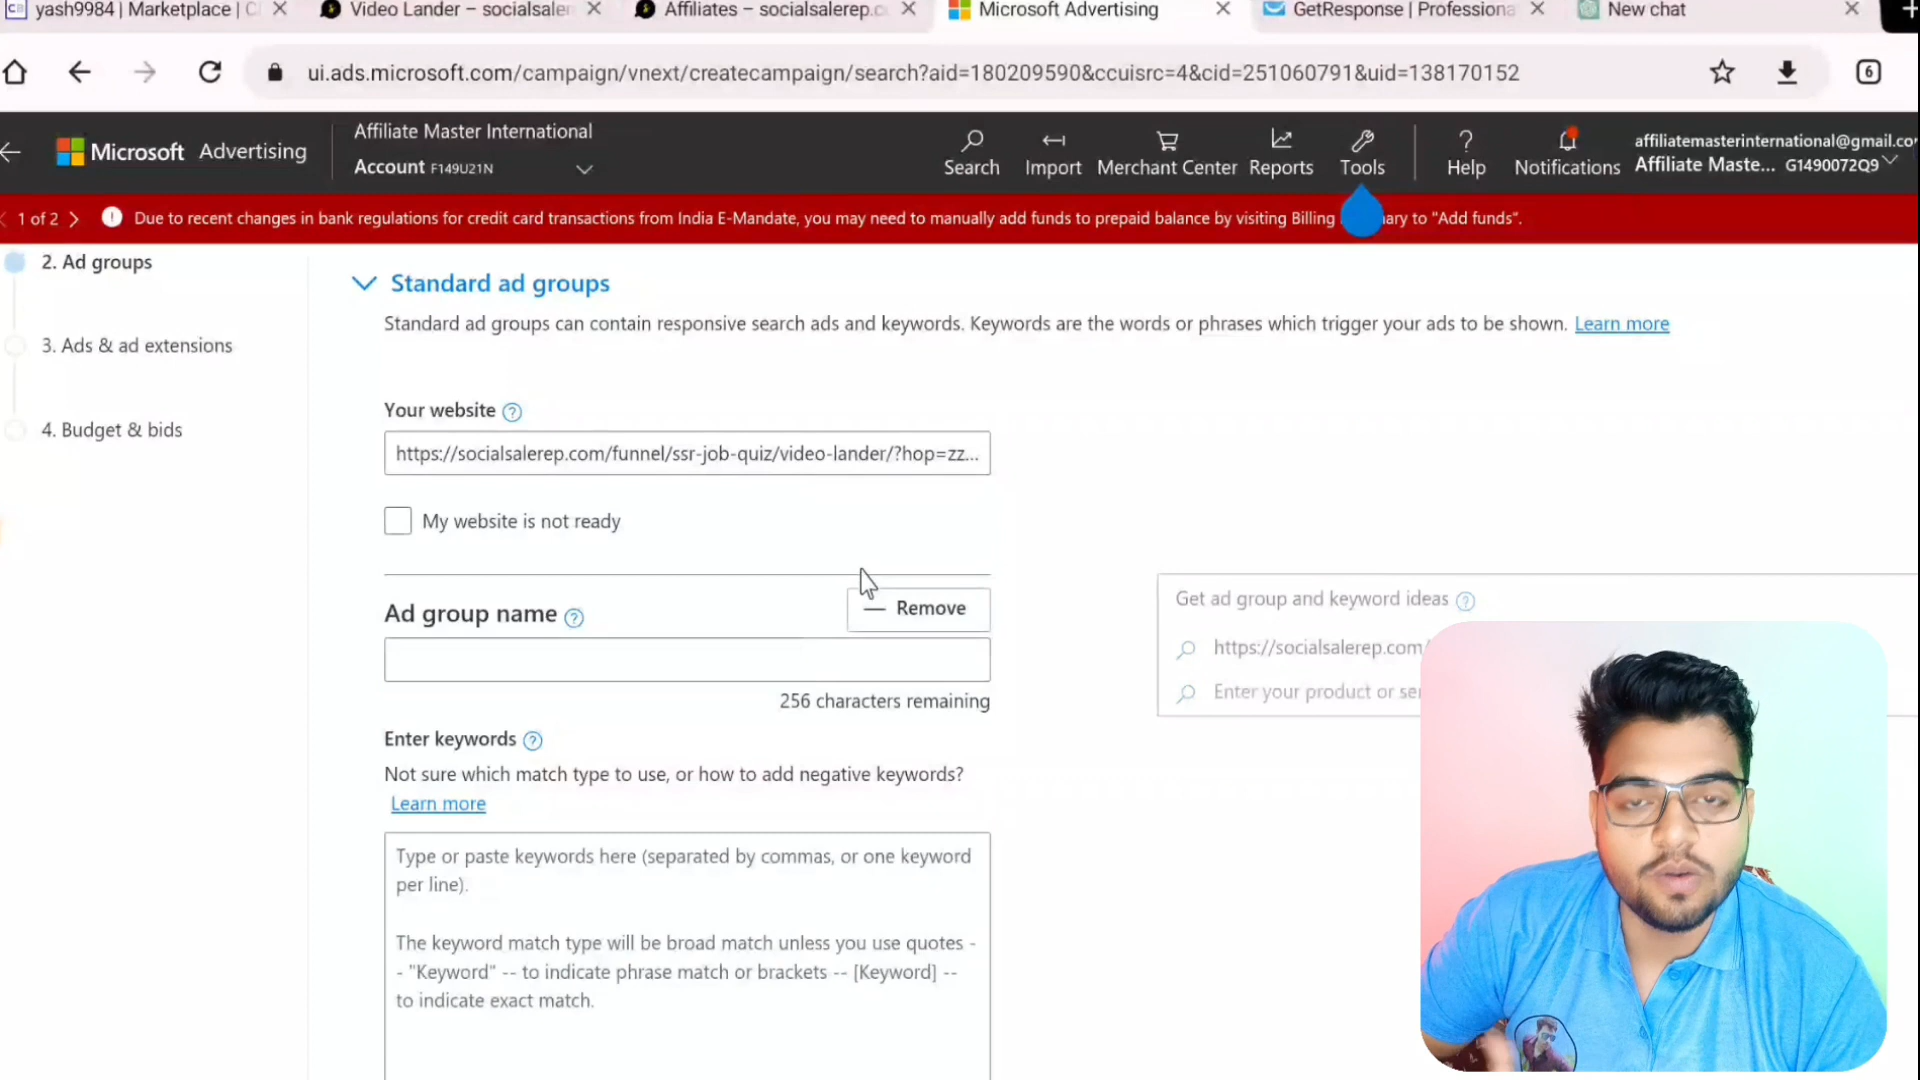 yash9984 | Marketplace | C
Video Lander – socialsaler
Affiliates – socialsalerep.c
Microsoft Advertising
GetResponse | Professiona
New chat
ui.ads.microsoft.com/campaign/vnext/createcampaign/search?aid=180209590&ccuisrc=4&cid=251060791&uid=138170152
6
Microsoft Advertising
Affiliate Master International
Account F149U21N
Search
Import
Merchant Center
Reports
Tools
Help
Notifications
affiliatemasterinternational@gmail.co
Affiliate Maste... G1490072Q9
1 of 2
Due to recent changes in bank regulations for credit card transactions from India E-Mandate, you may need to manually add funds to prepaid balance by visiting Billing ary to "Add funds".
2. Ad groups
3. Ads & ad extensions
4. Budget & bids
Standard ad groups
Standard ad groups can contain responsive search ads and keywords. Keywords are the words or phrases which trigger your ads to be shown. Learn more
Your website
https://socialsalerep.com/funnel/ssr-job-quiz/video-lander/?hop=zz...
My website is not ready
Ad group name
Remove
256 characters remaining
Enter keywords
Not sure which match type to use, or how to add negative keywords?
Learn more
Type or paste keywords here (separated by commas, or one keyword
per line).
The keyword match type will be broad match unless you use quotes -
- "Keyword" -- to indicate phrase match or brackets -- [Keyword] --
to indicate exact match.
Get ad group and keyword ideas
https://socialsalerep.com
Enter your product or ser